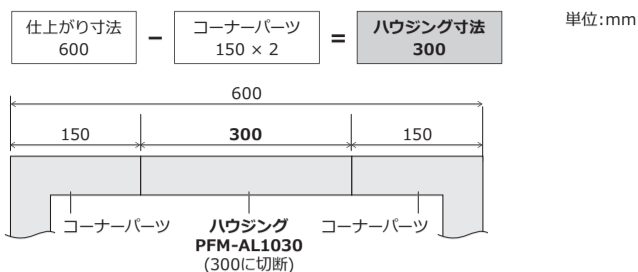 仕上がり寸法
600
−
コーナーパーツ
150 × 2
=
ハウジング寸法
300
単位:mm
600
150
300
150
コーナーパーツ
ハウジング
PFM-AL1030
(300に切断)
コーナーパーツ